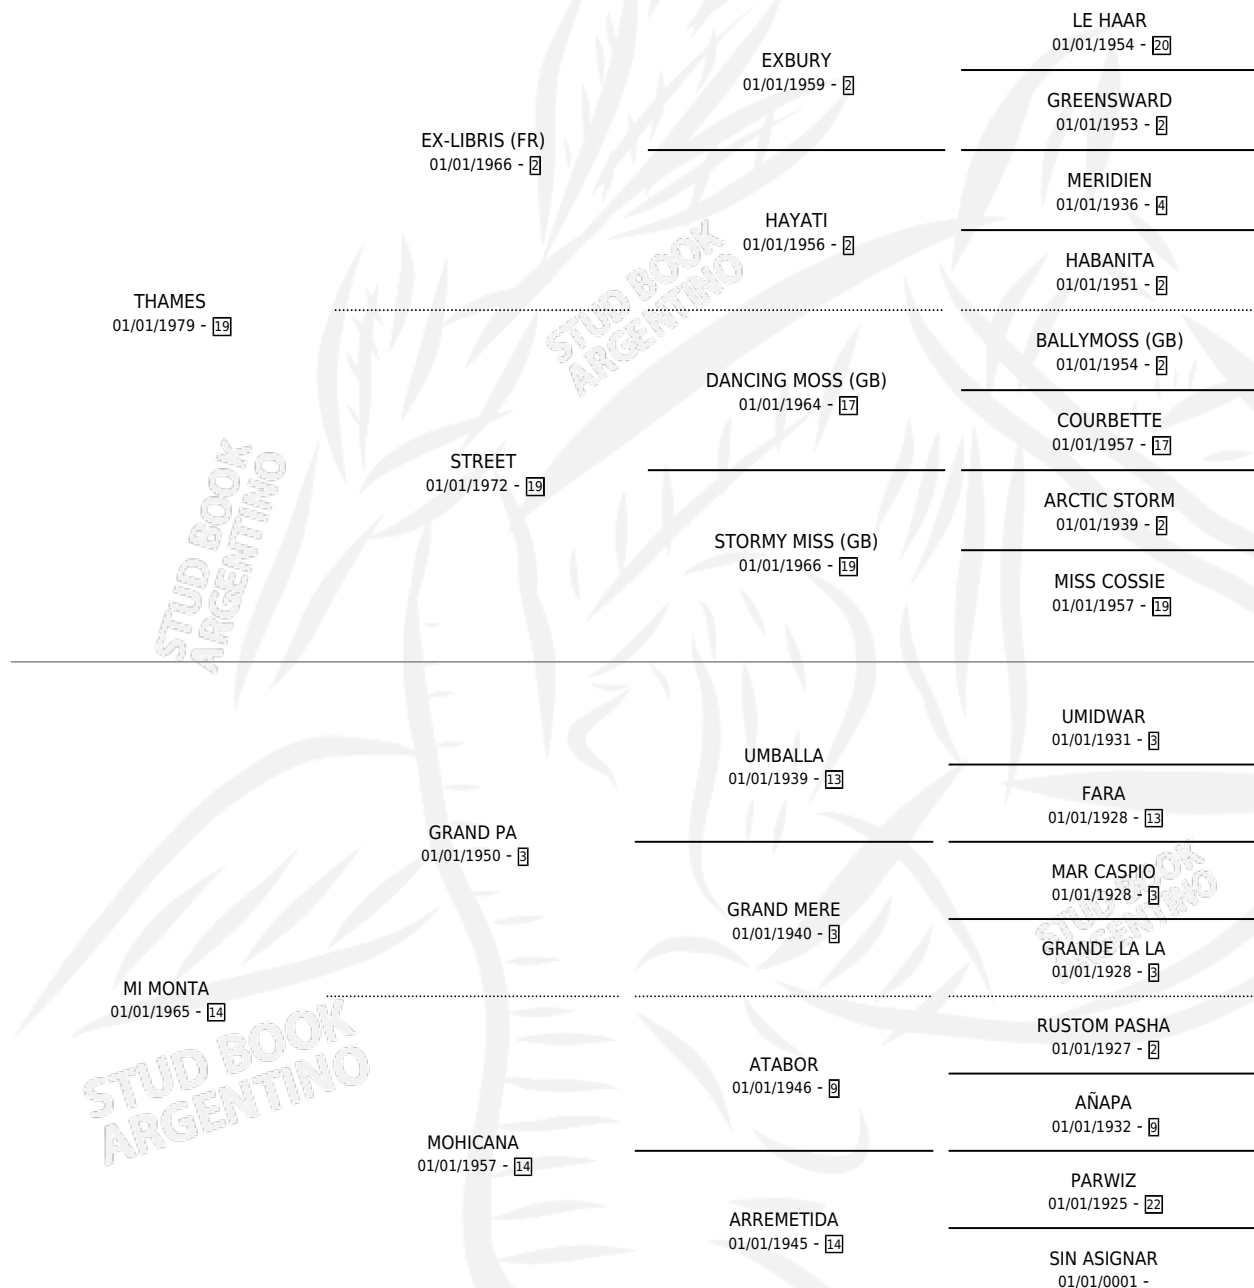 LE HAAR
01/01/1954 - 20
EXBURY
01/01/1959 - 2
GREENSWARD
01/01/1953 - 2
EX-LIBRIS (FR)
01/01/1966 - 2
MERIDIEN
01/01/1936 - 4
HAYATI
01/01/1956 - 2
HABANITA
01/01/1951 - 2
THAMES
01/01/1979 - 19
BALLYMOSS (GB)
01/01/1954 - 2
DANCING MOSS (GB)
01/01/1964 - 17
COURBETTE
01/01/1957 - 17
STREET
01/01/1972 - 19
ARCTIC STORM
01/01/1939 - 2
STORMY MISS (GB)
01/01/1966 - 19
MISS COSSIE
01/01/1957 - 19
UMIDWAR
01/01/1931 - 3
UMBALLA
01/01/1939 - 13
FARA
01/01/1928 - 13
GRAND PA
01/01/1950 - 3
MAR CASPIO
01/01/1928 - 3
GRAND MERE
01/01/1940 - 3
GRANDE LA LA
01/01/1928 - 3
MI MONTA
01/01/1965 - 14
RUSTOM PASHA
01/01/1927 - 2
ATABOR
01/01/1946 - 9
AÑAPA
01/01/1932 - 9
MOHICANA
01/01/1957 - 14
PARWIZ
01/01/1925 - 22
ARREMETIDA
01/01/1945 - 14
SIN ASIGNAR
01/01/0001 -
STUD BOOK
ARGENTINO
STUD BOOK
ARGENTINO
STUD BOOK
ARGENTINO
STUD BOOK
ARGENTINO